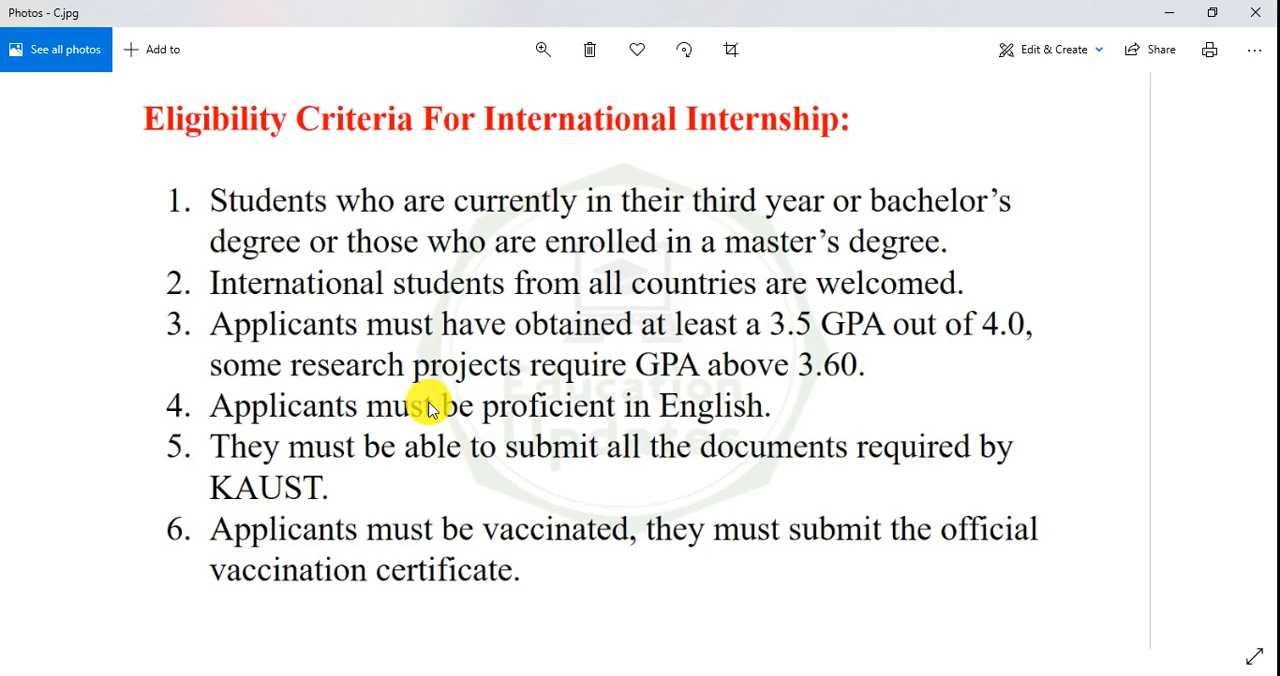 Photos - C.jpg
See all photos
Add to
Edit & Create
Share
Eligibility Criteria For International Internship:
1. Students who are currently in their third year or bachelor’s
degree or those who are enrolled in a master’s degree.
2. International students from all countries are welcomed.
3. Applicants must have obtained at least a 3.5 GPA out of 4.0,
some research projects require GPA above 3.60.
4. Applicants must be proficient in English.
5. They must be able to submit all the documents required by
KAUST.
6. Applicants must be vaccinated, they must submit the official
vaccination certificate.
Education
Updates